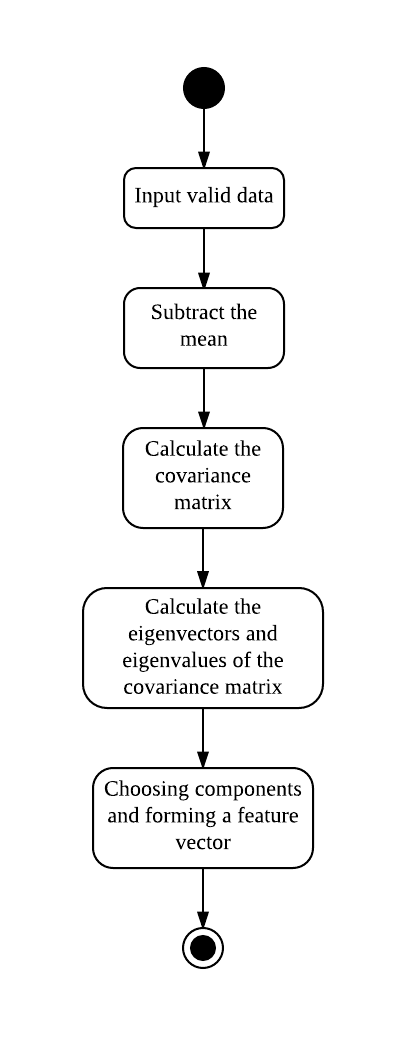 Input valid data
Subtract the
mean
Calculate the
covariance
matrix
Calculate the
eigenvectors and
eigenvalues of the
covariance matrix
Choosing components
and forming a feature
vector